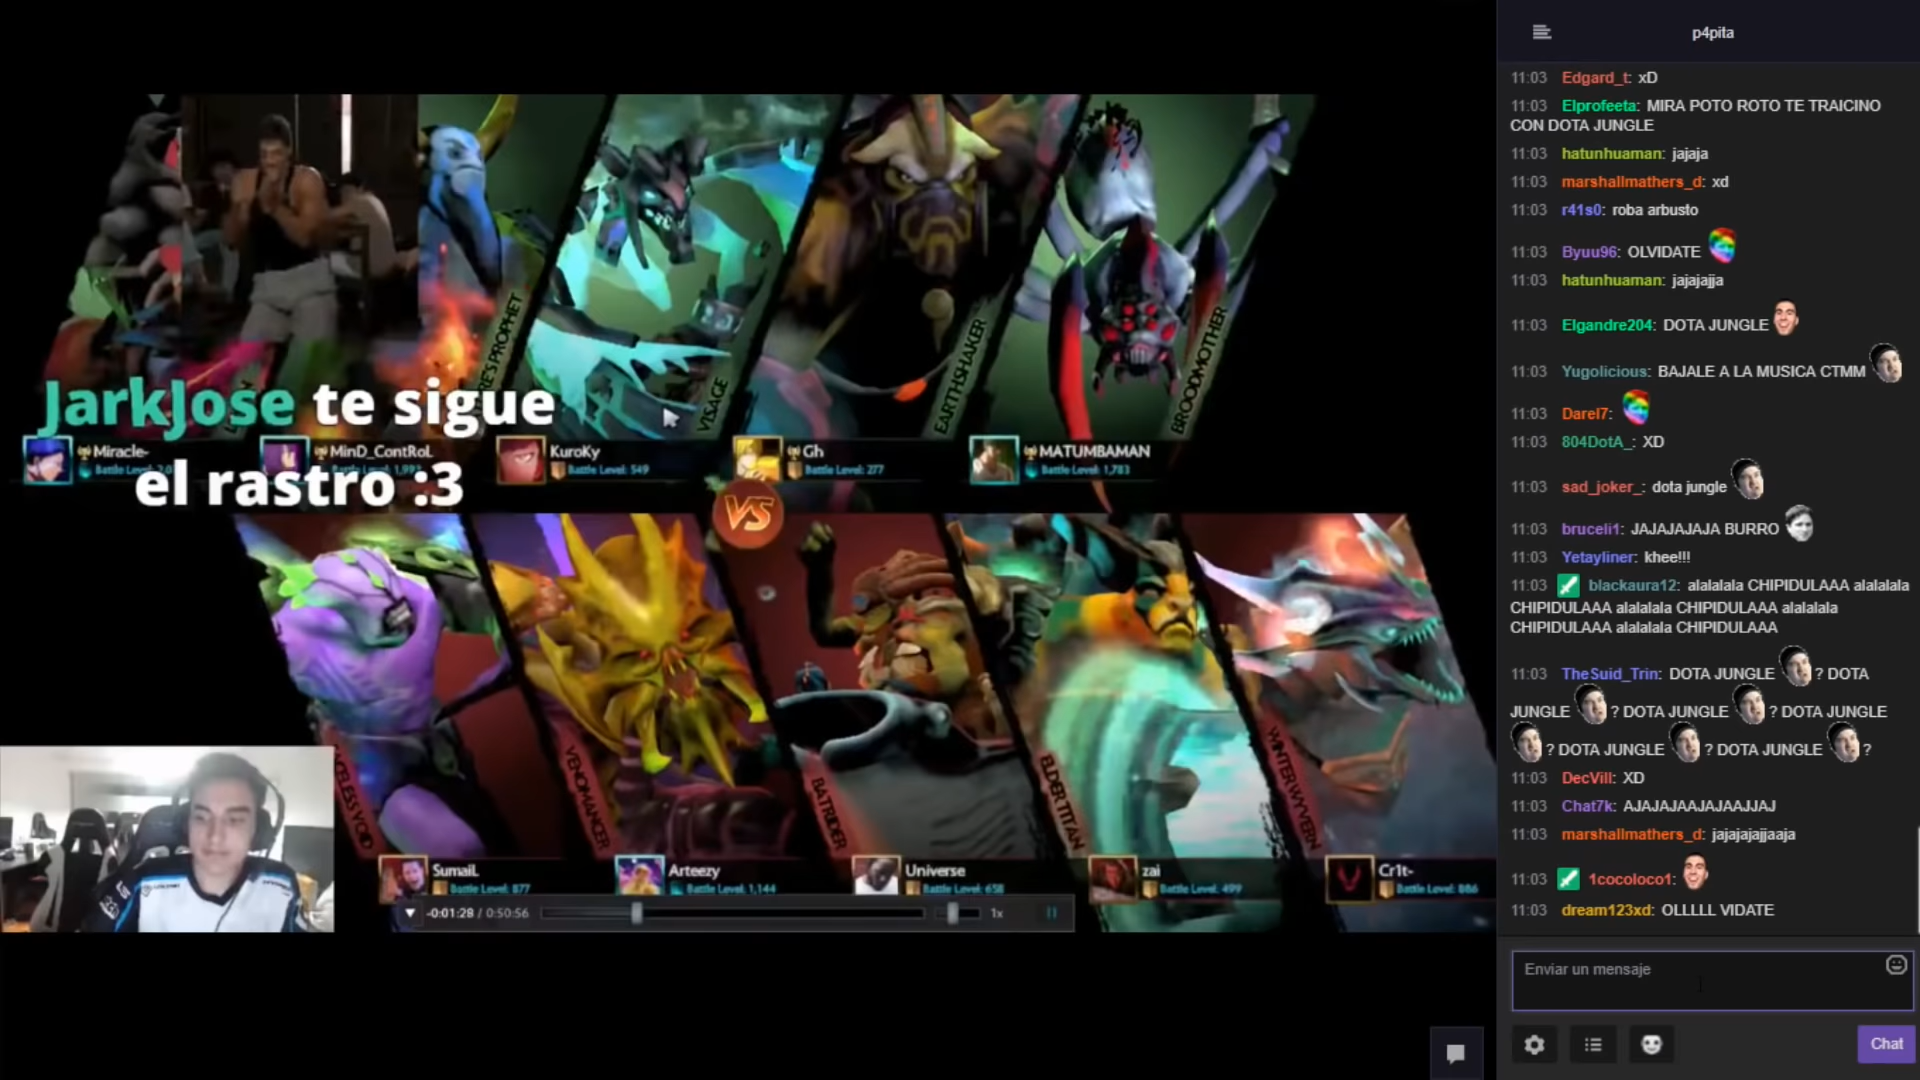 JarkJose te sigue
el rastro :3
RE'S PROPHET
VISAGE
EARTHSHAKER
BROODMOTHER
Miracle-
MinD_ContRoL
KuroKy
Battle Level: 549
Gh
Battle Level: 277
MATUMBAMAN
Battle Level: 1,783
VS
FACELESS VOID
VENOMANCER
BATRIDER
ELDER TITAN
WINTER WYVERN
SumaiL
Battle Level: 877
Arteezy
Battle Level: 1,144
Universe
Battle Level: 658
zai
Battle Level: 499
Cr1t-
Battle Level: 886
-0:01:28 / 0:50:56
1x
p4pita
11:03 Edgard_t: xD
11:03 Elprofeeta: MIRA POTO ROTO TE TRAICINO
CON DOTA JUNGLE
11:03 hatunhuaman: jajaja
11:03 marshallmathers_d: xd
11:03 r41s0: roba arbusto
11:03 Byuu96: OLVIDATE
11:03 hatunhuaman: jajajajja
11:03 Elgandre204: DOTA JUNGLE
11:03 Yugolicious: BAJALE A LA MUSICA CTMM
11:03 Darel7:
11:03 804DotA_: XD
11:03 sad_joker_: dota jungle
11:03 bruceli1: JAJAJAJAJA BURRO
11:03 Yetayliner: khee!!!
11:03 blackaura12: alalalala CHIPIDULAAA alalalala
CHIPIDULAAA alalalala CHIPIDULAAA alalalala
CHIPIDULAAA alalalala CHIPIDULAAA
11:03 TheSuid_Trin: DOTA JUNGLE ? DOTA
JUNGLE ? DOTA JUNGLE ? DOTA JUNGLE
? DOTA JUNGLE ? DOTA JUNGLE ?
11:03 DecVill: XD
11:03 Chat7k: AJAJAJAAJAJAAJJAJ
11:03 marshallmathers_d: jajajajajjaaja
11:03 1cocoloco1:
11:03 dream123xd: OLLLLL VIDATE
Enviar un mensaje
Chat